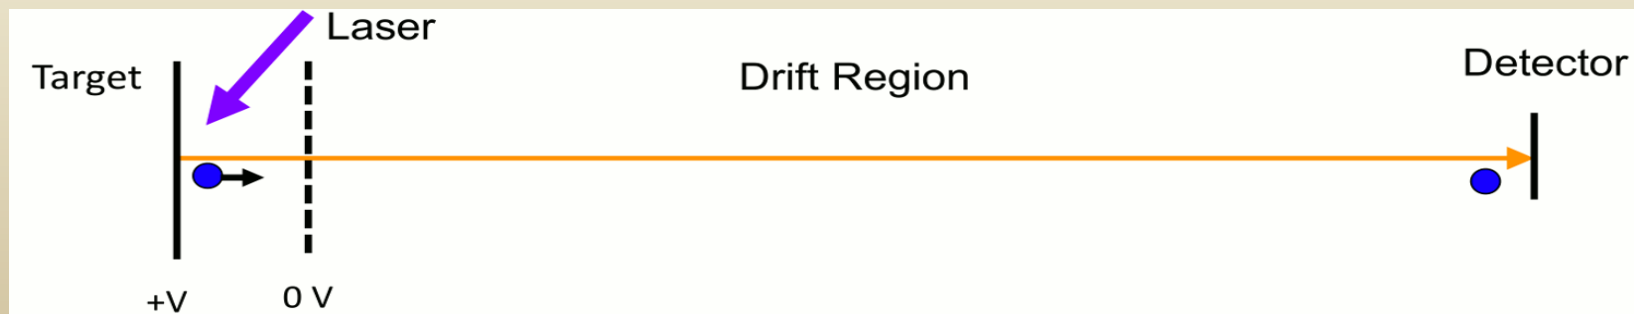 Laser
Target
Drift Region
Detector
+V
0 V